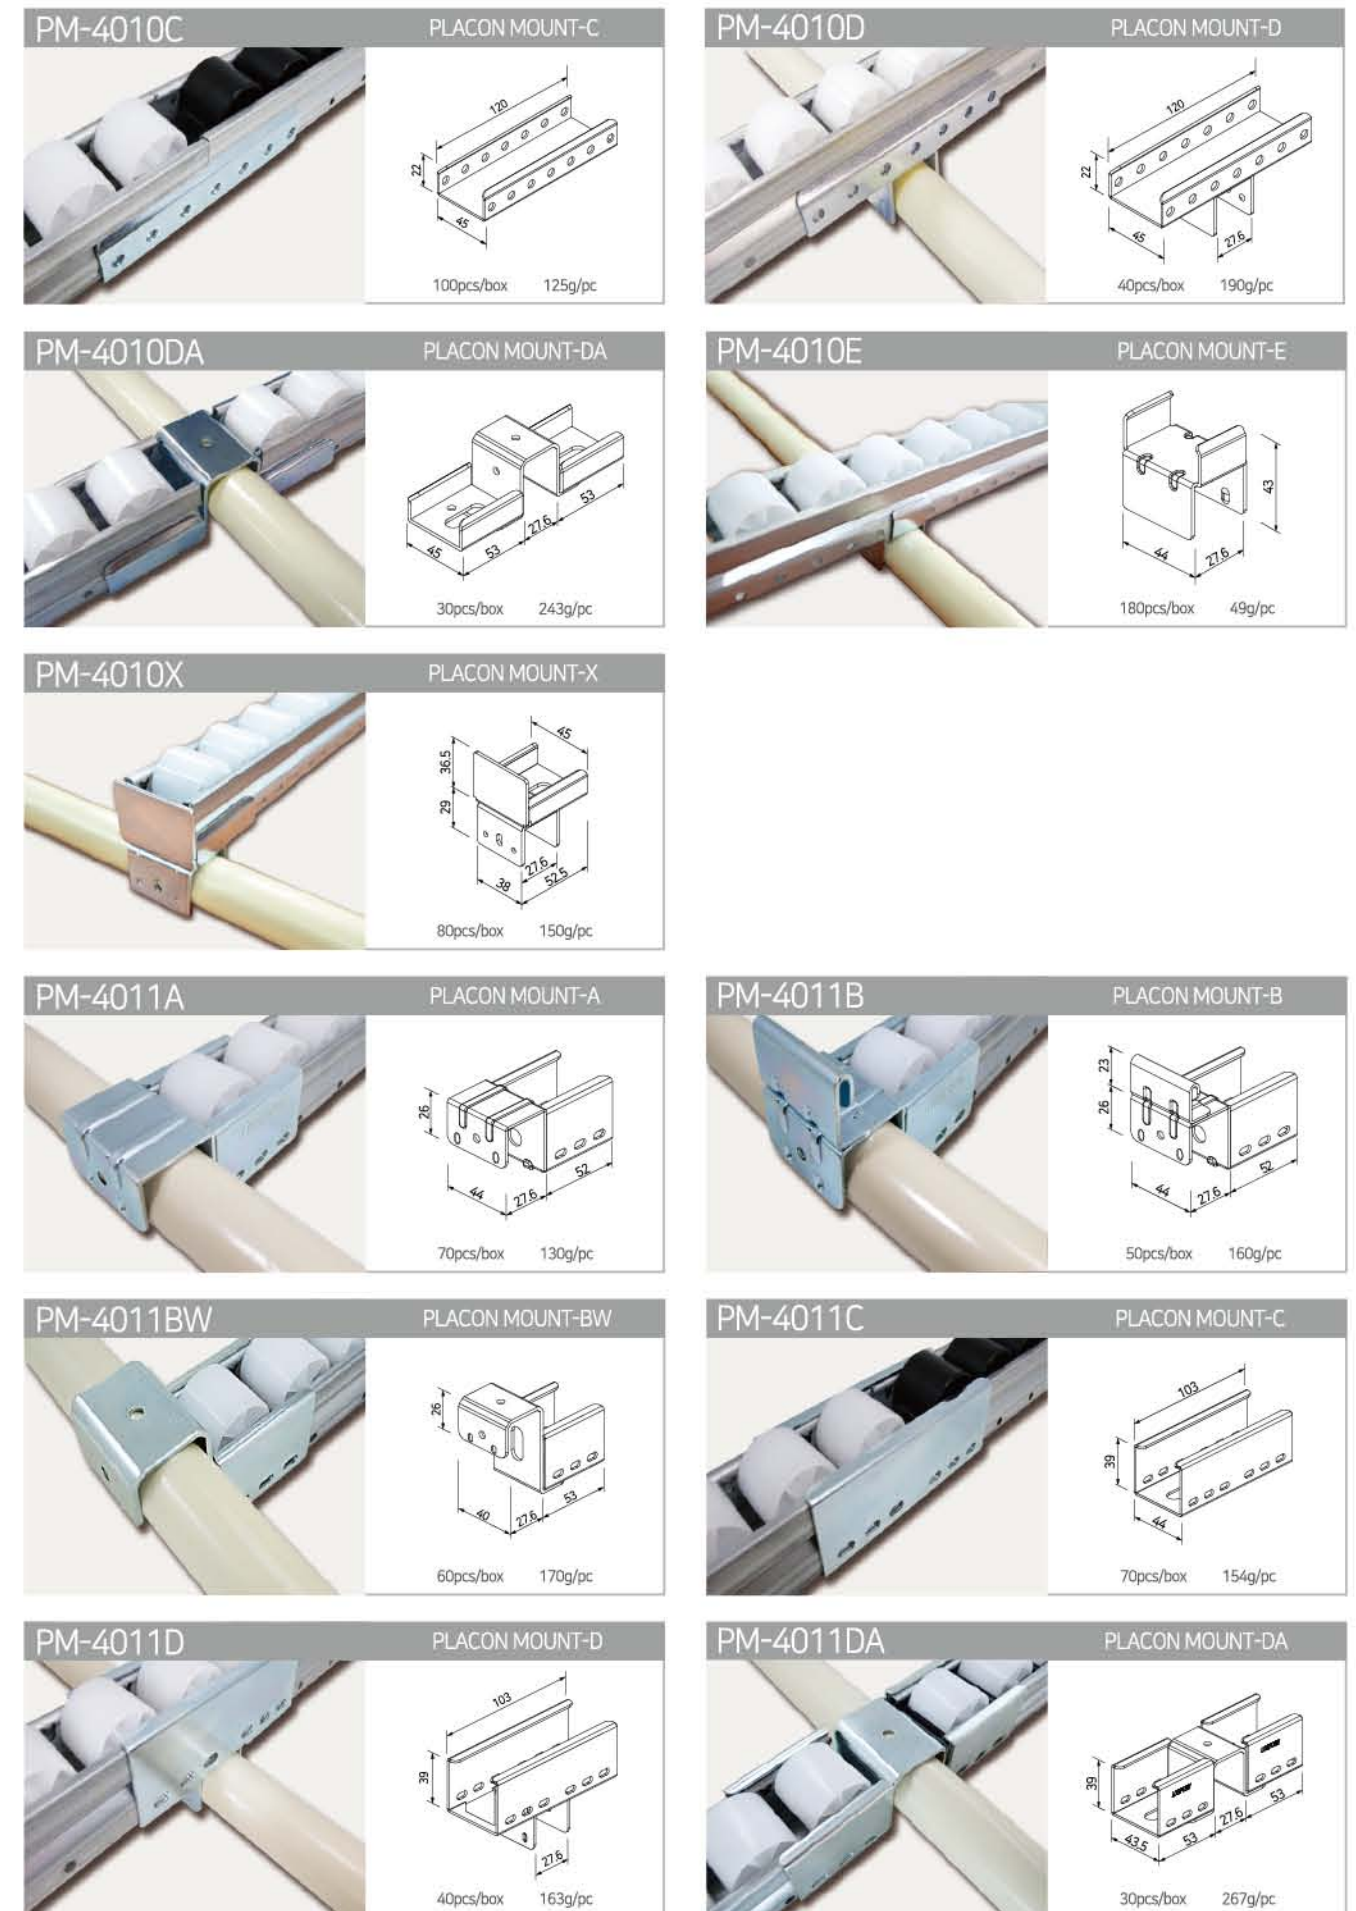 PM-4010C PLACON MOUNT-C
120
22
45
100pcs/box 125g/pc
PM-4010D PLACON MOUNT-D
120
22
45
27.6
40pcs/box 190g/pc
PM-4010DA PLACON MOUNT-DA
53
27.6
53
45
30pcs/box 243g/pc
PM-4010E PLACON MOUNT-E
43
44
27.6
180pcs/box 49g/pc
PM-4010X PLACON MOUNT-X
45
36.5
29
27.6
38
52.5
80pcs/box 150g/pc
PM-4011A PLACON MOUNT-A
26
52
44
27.6
70pcs/box 130g/pc
PM-4011B PLACON MOUNT-B
23
26
52
44
27.6
50pcs/box 160g/pc
PM-4011BW PLACON MOUNT-BW
26
53
40
27.6
60pcs/box 170g/pc
PM-4011C PLACON MOUNT-C
103
39
44
70pcs/box 154g/pc
PM-4011D PLACON MOUNT-D
103
39
27.6
40pcs/box 163g/pc
PM-4011DA PLACON MOUNT-DA
39
53
27.6
43.5
53
30pcs/box 267g/pc